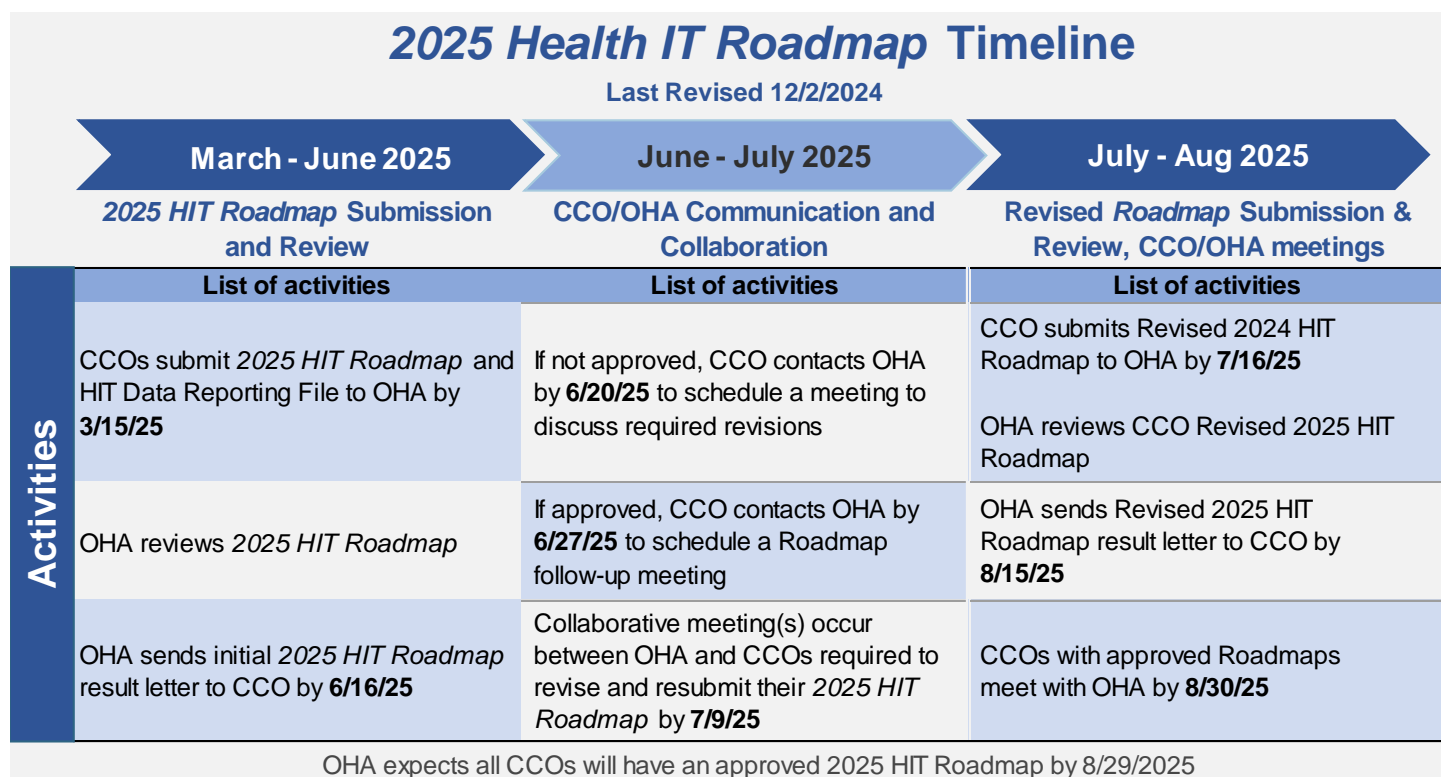 2025 Health IT Roadmap Timeline
Last Revised 12/2/2024
March - June 2025
June - July 2025
July - Aug 2025
2025 HIT Roadmap Submission
and Review
CCO/OHA Communication and
Collaboration
Revised Roadmap Submission &
Review, CCO/OHA meetings
Activities
List of activities
List of activities
List of activities
CCOs submit 2025 HIT Roadmap and
HIT Data Reporting File to OHA by
3/15/25
If not approved, CCO contacts OHA
by 6/20/25 to schedule a meeting to
discuss required revisions
CCO submits Revised 2024 HIT
Roadmap to OHA by 7/16/25
OHA reviews CCO Revised 2025 HIT
Roadmap
OHA reviews 2025 HIT Roadmap
If approved, CCO contacts OHA by
6/27/25 to schedule a Roadmap
follow-up meeting
OHA sends Revised 2025 HIT
Roadmap result letter to CCO by
8/15/25
OHA sends initial 2025 HIT Roadmap
result letter to CCO by 6/16/25
Collaborative meeting(s) occur
between OHA and CCOs required to
revise and resubmit their 2025 HIT
Roadmap by 7/9/25
CCOs with approved Roadmaps
meet with OHA by 8/30/25
OHA expects all CCOs will have an approved 2025 HIT Roadmap by 8/29/2025